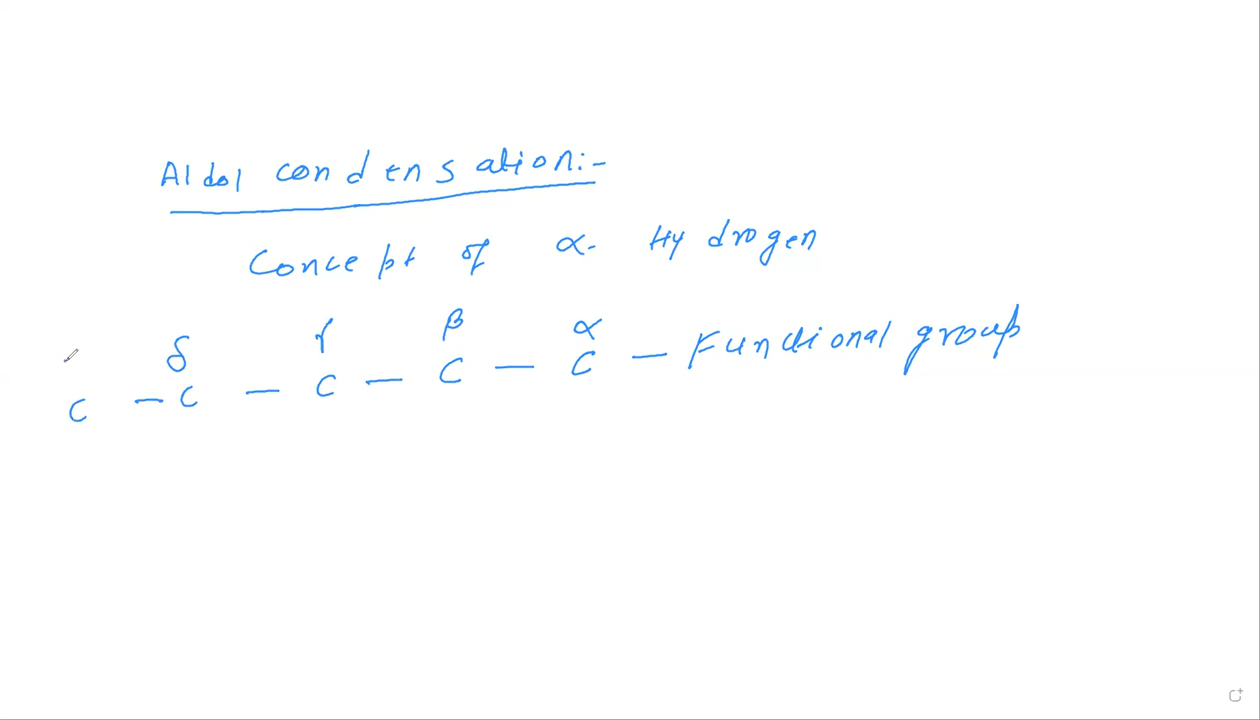 Aldol condensation:-
Concept of α- Hydrogen
δ γ β α
C - C - C - C - C - Functional group